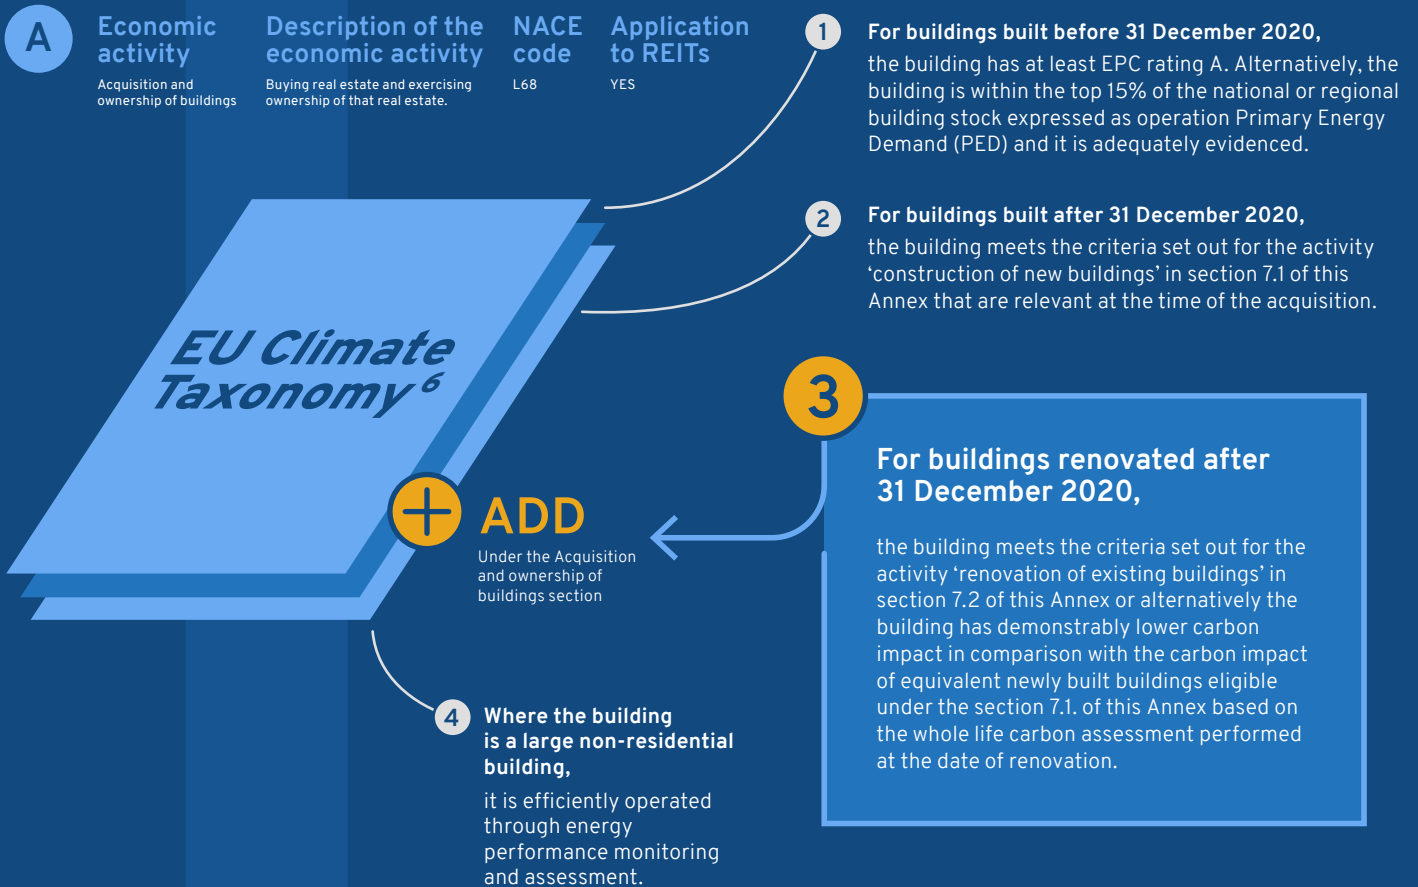 A
Economic
activity
Acquisition and
ownership of buildings
Description of the
economic activity
Buying real estate and exercising
ownership of that real estate.
NACE
code
L68
Application
to REITs
YES
1
For buildings built before 31 December 2020,
the building has at least EPC rating A. Alternatively, the
building is within the top 15% of the national or regional
building stock expressed as operation Primary Energy
Demand (PED) and it is adequately evidenced.
2
For buildings built after 31 December 2020,
the building meets the criteria set out for the activity
‘construction of new buildings’ in section 7.1 of this
Annex that are relevant at the time of the acquisition.
EU Climate
Taxonomy 6
ADD
Under the Acquisition
and ownership of
buildings section
3
For buildings renovated after
31 December 2020,
the building meets the criteria set out for the
activity ‘renovation of existing buildings’ in
section 7.2 of this Annex or alternatively the
building has demonstrably lower carbon
impact in comparison with the carbon impact
of equivalent newly built buildings eligible
under the section 7.1. of this Annex based on
the whole life carbon assessment performed
at the date of renovation.
4
Where the building
is a large non-residential
building,
it is efficiently operated
through energy
performance monitoring
and assessment.